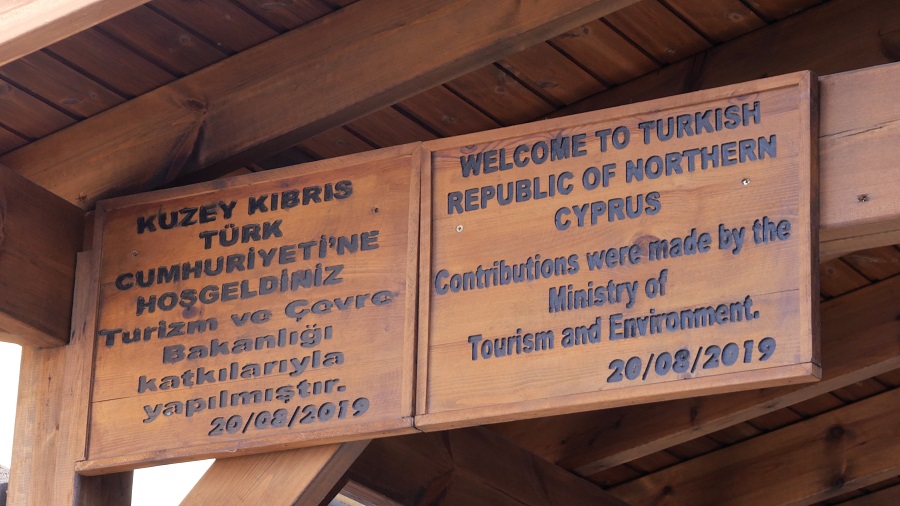 KUZEY KIBRIS
TÜRK
CUMHURİYETİ'NE
HOŞGELDİNİZ
Turizm ve Çevre
Bakanlığı
katkılarıyla
yapılmıştır.
20/08/2019
WELCOME TO TURKISH
REPUBLIC OF NORTHERN
CYPRUS
Contributions were made by the
Ministry of
Tourism and Environment.
20/08/2019